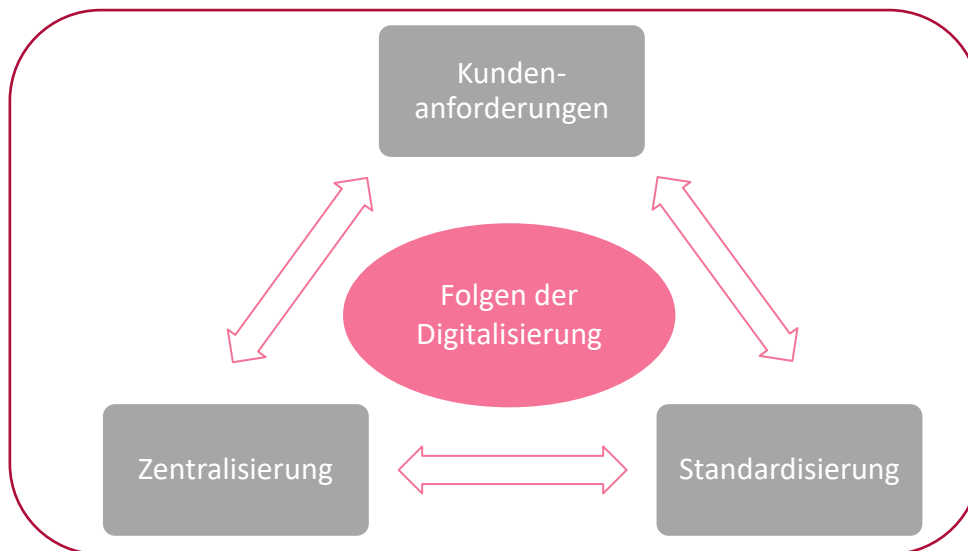 Kunden-
anforderungen
Folgen der
Digitalisierung
Zentralisierung
Standardisierung